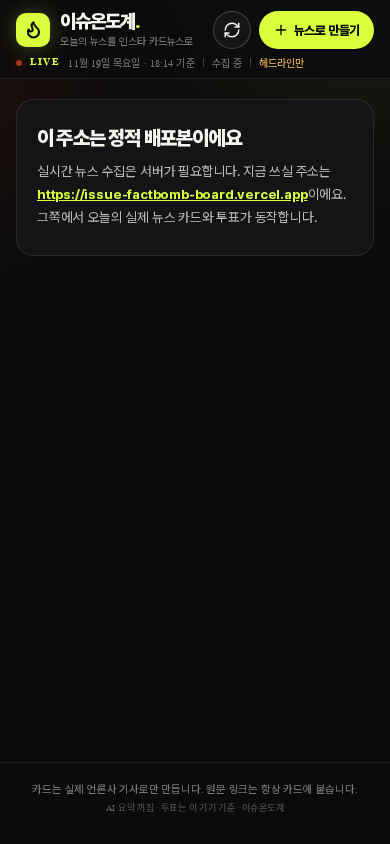 이슈온도계.
오늘의 뉴스를 인스타 카드뉴스로
뉴스로 만들기
LIVE 11월 19일 목요일 · 18:14 기준 | 수집 중 | 헤드라인만
이 주소는 정적 배포본이에요
실시간 뉴스 수집은 서버가 필요합니다. 지금 쓰실 주소는
https://issue-factbomb-board.vercel.app이에요.
그쪽에서 오늘의 실제 뉴스 카드와 투표가 동작합니다.
카드는 실제 언론사 기사로만 만듭니다. 원문 링크는 항상 카드에 붙습니다.
AI 요약 꺼짐 · 투표는 이 기기 기준 · 이슈온도계